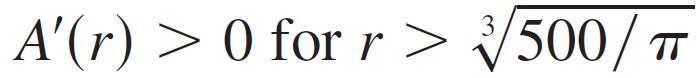 A′(r) > 0 for r > ∛500/π